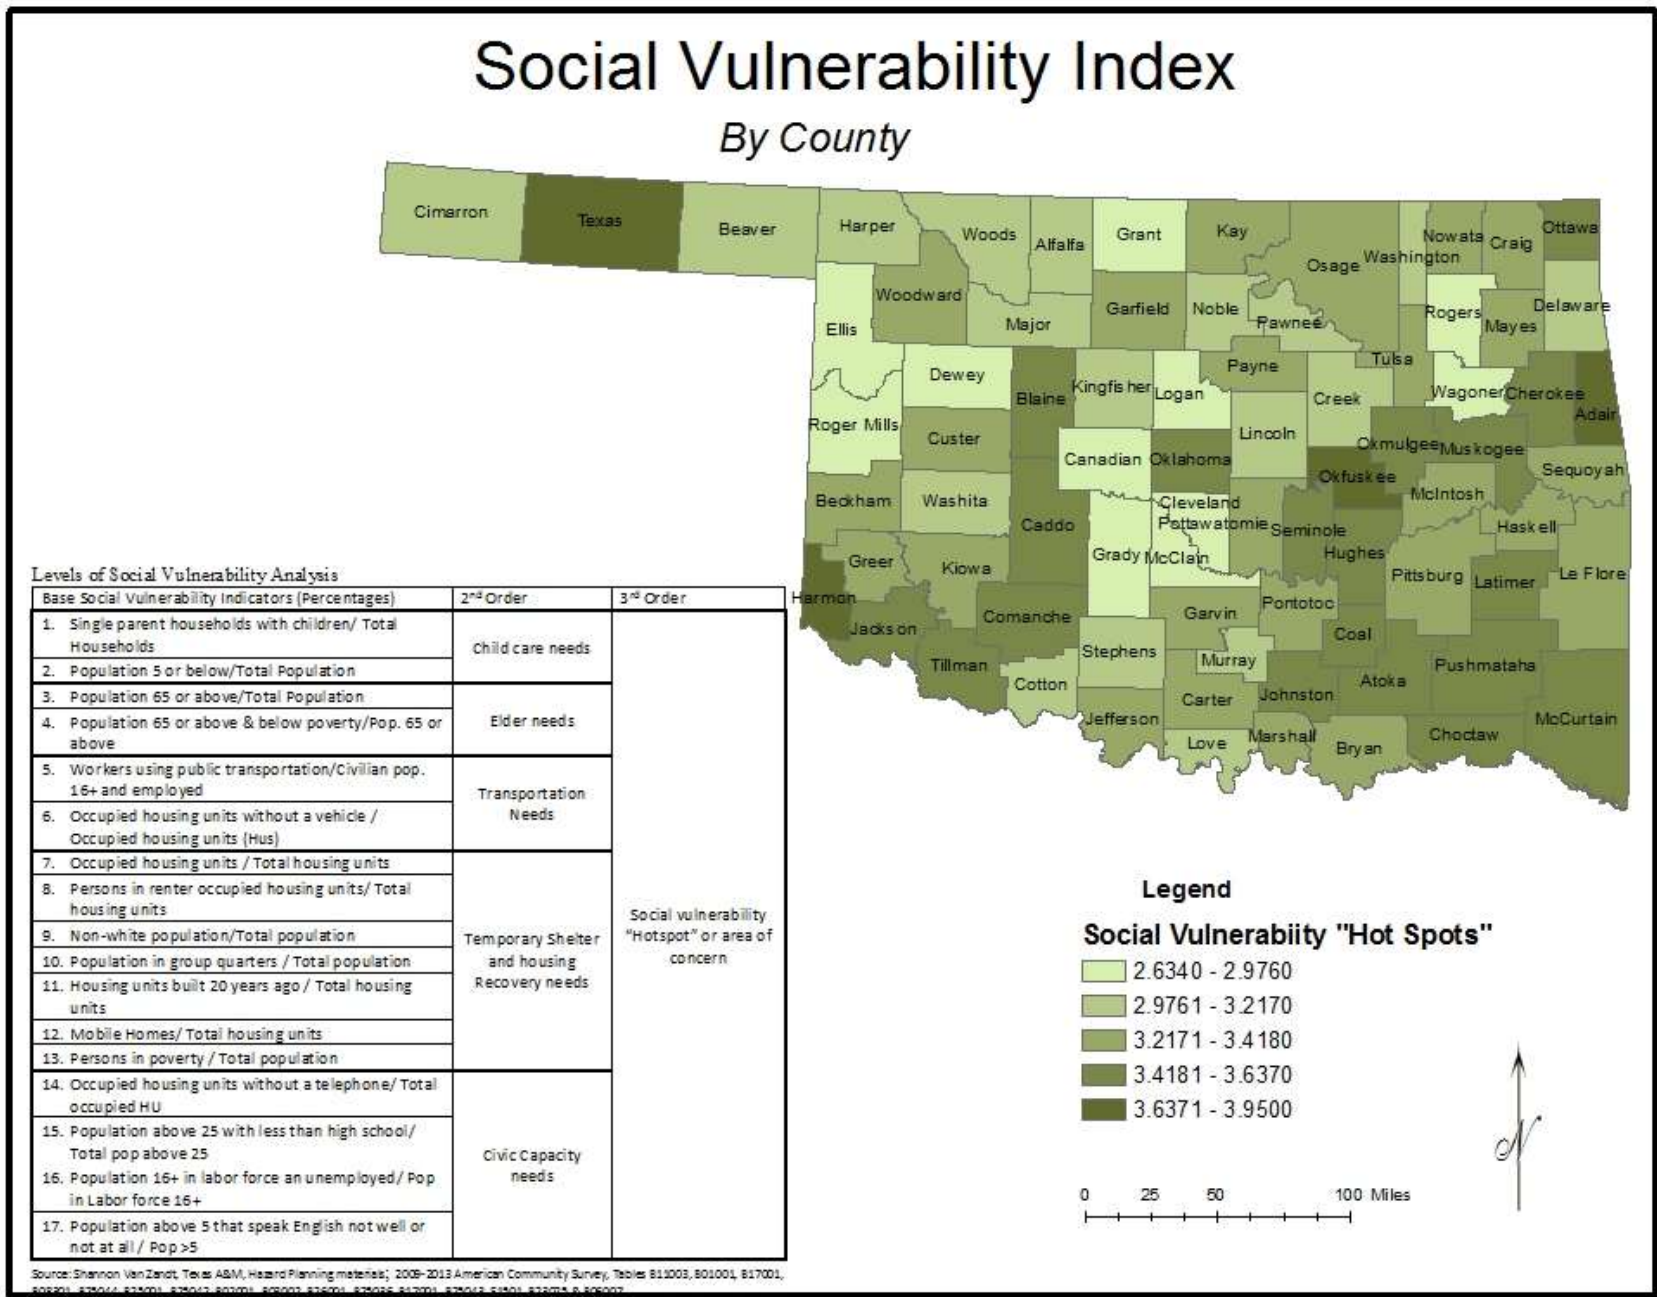 Social Vulnerability Index
By County
Cimarron
Texas
Beaver
Harper
Woods
Alfalfa
Grant
Kay
Osage
Washington
Nowata
Craig
Ottawa
Woodward
Ellis
Major
Garfield
Noble
Pawnee
Rogers
Mayes
Delaware
Dewey
Blaine
Kingfisher
Logan
Payne
Tulsa
Creek
Wagoner
Cherokee
Adair
Roger Mills
Custer
Canadian
Oklahoma
Lincoln
Okmulgee
Muskogee
Okfuskee
McIntosh
Sequoyah
Beckham
Washita
Caddo
Cleveland
Pottawatomie
Seminole
Hughes
Haskell
Grady
McClain
Greer
Kiowa
Pittsburg
Latimer
Le Flore
Harmon
Jackson
Comanche
Garvin
Pontotoc
Coal
Tillman
Stephens
Murray
Cotton
Carter
Johnston
Atoka
Pushmataha
Jefferson
Love
Marshall
Bryan
Choctaw
McCurtain
Levels of Social Vulnerability Analysis
Base Social Vulnerability Indicators (Percentages)
2nd Order
3rd Order
1. Single parent households with children/ Total
Households
2. Population 5 or below/Total Population
Child care needs
3. Population 65 or above/Total Population
4. Population 65 or above & below poverty/Pop. 65 or
above
Elder needs
5. Workers using public transportation/Civilian pop.
16+ and employed
6. Occupied housing units without a vehicle /
Occupied housing units (Hus)
Transportation
Needs
7. Occupied housing units / Total housing units
8. Persons in renter occupied housing units/ Total
housing units
9. Non-white population/Total population
10. Population in group quarters / Total population
11. Housing units built 20 years ago / Total housing
units
12. Mobile Homes/ Total housing units
13. Persons in poverty / Total population
Temporary Shelter
and housing
Recovery needs
14. Occupied housing units without a telephone/ Total
occupied HU
15. Population above 25 with less than high school/
Total pop above 25
16. Population 16+ in labor force an unemployed/ Pop
in Labor force 16+
17. Population above 5 that speak English not well or
not at all / Pop >5
Civic Capacity
needs
Social vulnerability
"Hotspot" or area of
concern
Source: Shannon Van Zandt, Texas A&M, Hazard Planning materials; 2009-2013 American Community Survey, Tables B11003, B01001, B17001,
Legend
Social Vulnerabiity "Hot Spots"
2.6340 - 2.9760
2.9761 - 3.2170
3.2171 - 3.4180
3.4181 - 3.6370
3.6371 - 3.9500
N
0 25 50 100 Miles